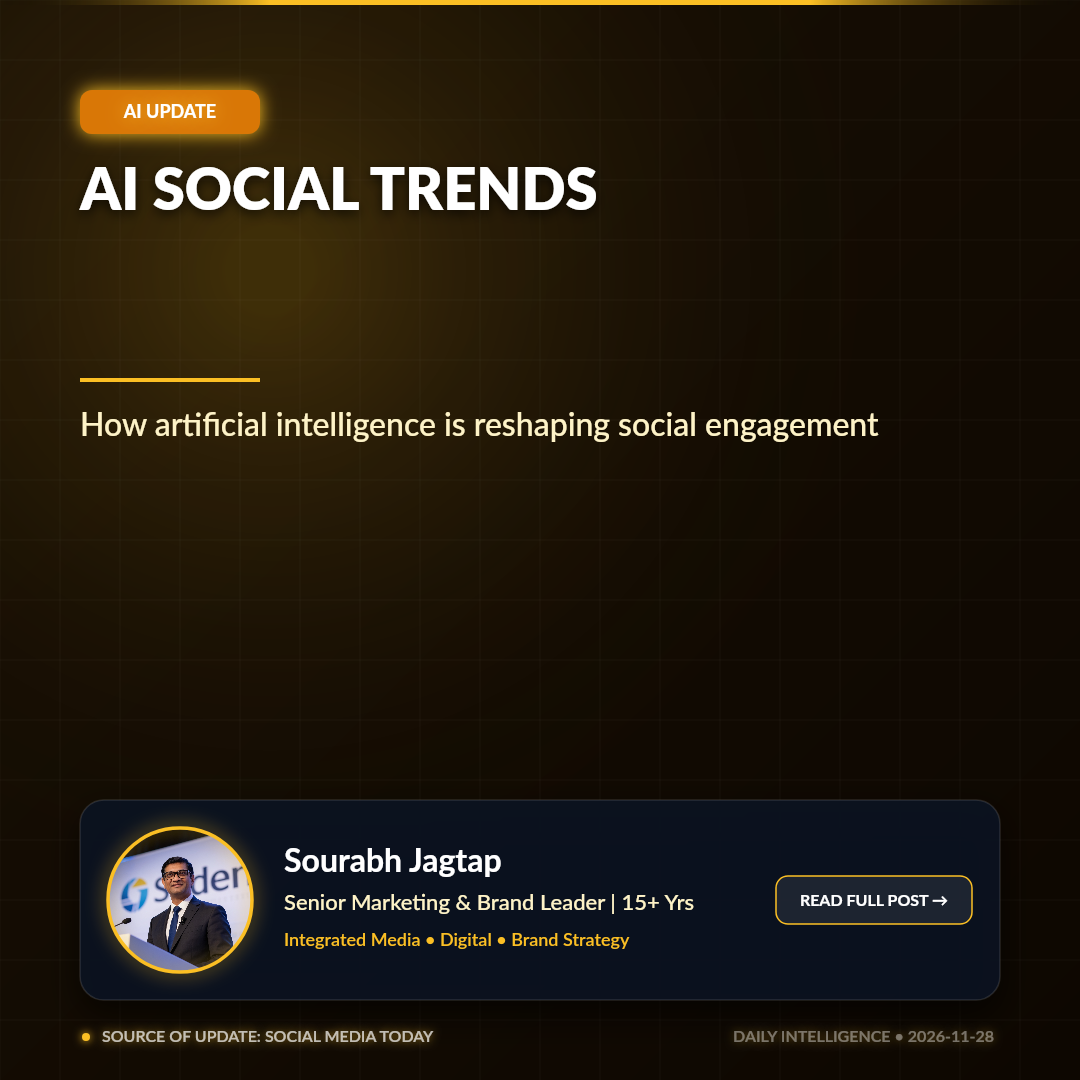 AI UPDATE
AI SOCIAL TRENDS
How artificial intelligence is reshaping social engagement
Sourabh Jagtap
Senior Marketing & Brand Leader | 15+ Yrs
Integrated Media • Digital • Brand Strategy
READ FULL POST →
SOURCE OF UPDATE: SOCIAL MEDIA TODAY
DAILY INTELLIGENCE • 2026-11-28